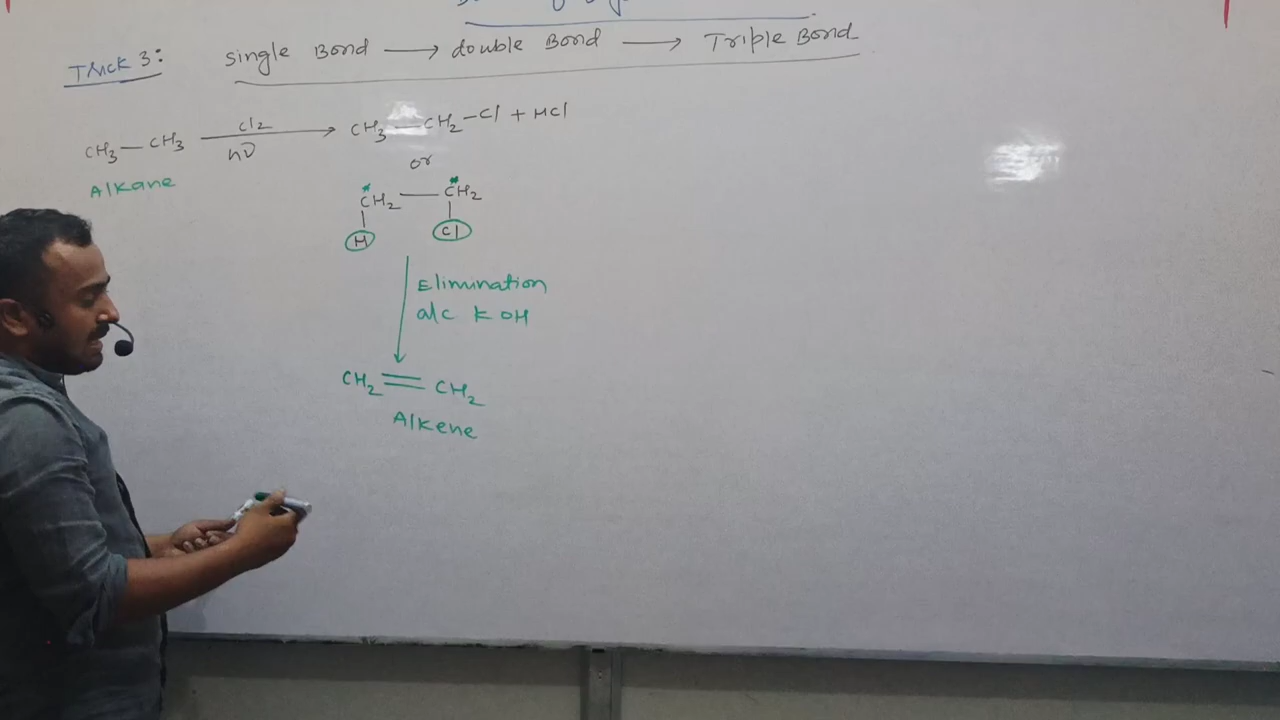 Trick 3: single Bond ⟶ double Bond ⟶ Triple Bond
CH₃—CH₃ ⟶ CH₃—CH₂—Cl + HCl
Cl₂
hν
Alkane
or
*CH₂—*CH₂
H Cl
Elimination
alc KOH
CH₂=CH₂
Alkene